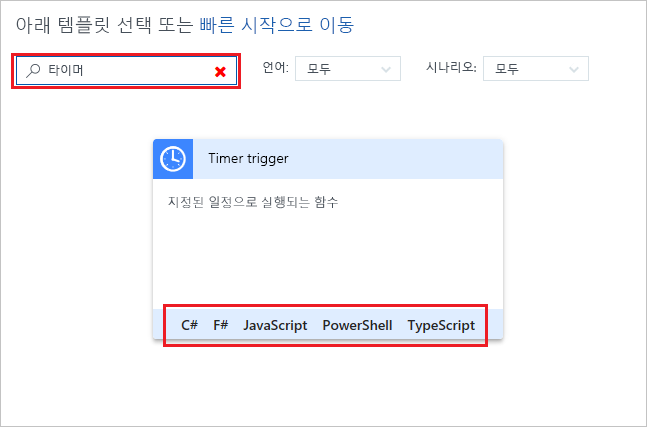 아래 템플릿 선택 또는 빠른 시작으로 이동
타이머 언어: 모두 시나리오: 모두
Timer trigger
지정된 일정으로 실행되는 함수
C# F# JavaScript PowerShell TypeScript